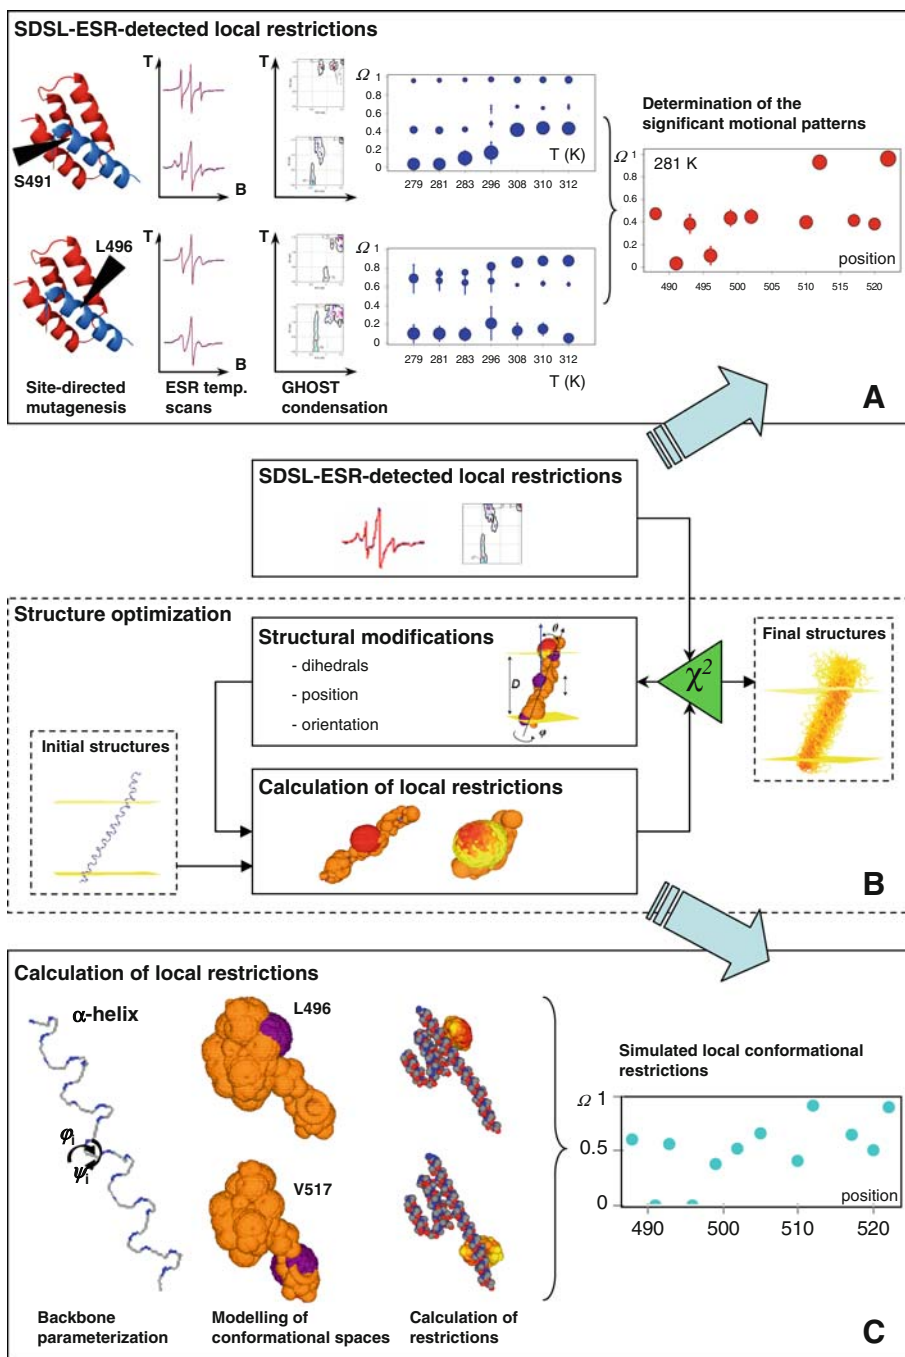 SDSL-ESR-detected local restrictions
T
T
S491
B
Ω 1
0.8
0.6
0.4
0.2
0
T (K)
279 281 283 296 308 310 312
Determination of the
significant motional patterns
Ω 1
281 K
0.8
0.6
0.4
0.2
0
position
490 495 500 505 510 515 520
T
T
L496
B
Ω 1
0.8
0.6
0.4
0.2
0
279 281 283 296 308 310 312
T (K)
Site-directed
mutagenesis
ESR temp.
scans
GHOST
condensation
A
SDSL-ESR-detected local restrictions
Structure optimization
Structural modifications
- dihedrals
- position
- orientation
D
θ
φ
χ²
Final structures
Initial structures
Calculation of local restrictions
B
Calculation of local restrictions
α-helix
φi
ψi
L496
V517
Simulated local conformational
restrictions
Ω 1
0.5
0
position
490 500 510 520
Backbone
parameterization
Modelling of
conformational spaces
Calculation of
restrictions
C